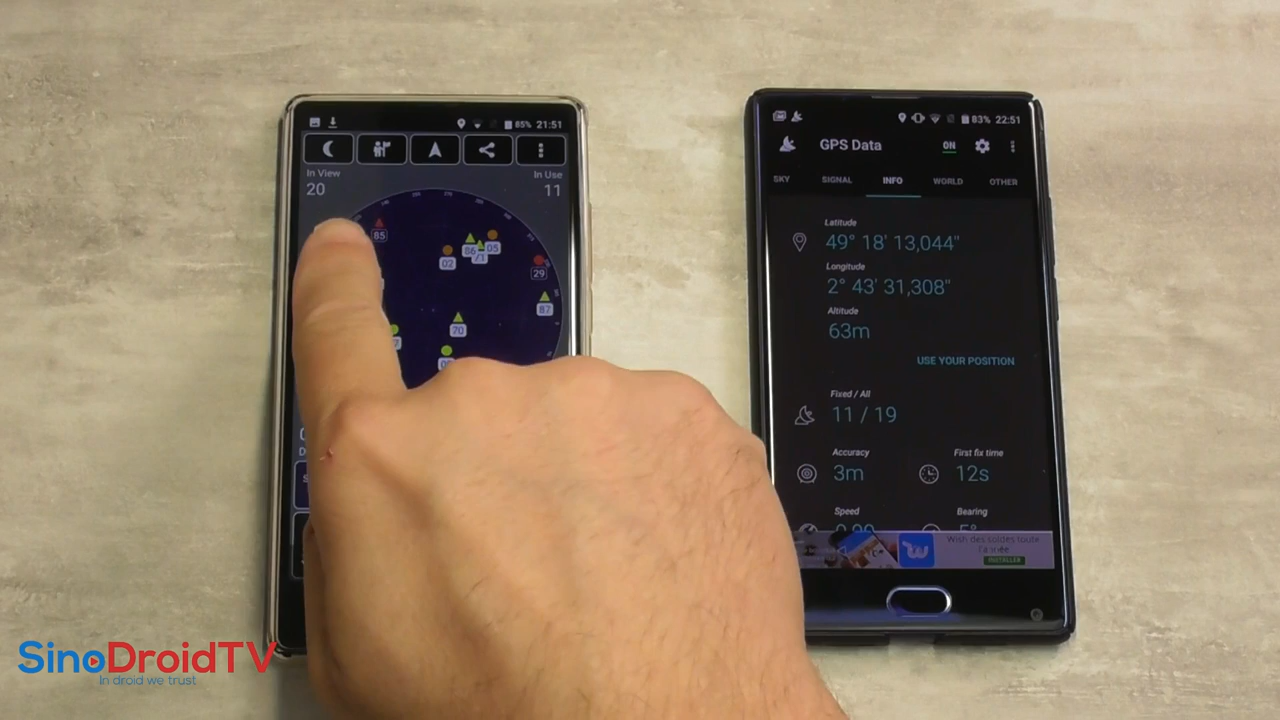 85% 21:51
In View
In Use
20
11
85
86
05
02
29
87
70
83% 22:51
GPS Data
ON
SKY
SIGNAL
INFO
WORLD
OTHER
Latitude
49° 18' 13,044"
Longitude
2° 43' 31,308"
Altitude
63m
USE YOUR POSITION
Fixed / All
11 / 19
Accuracy
First fix time
3m
12s
Speed
Bearing
0.00
5°
Wish des soldes toute
l'année
INSTALLER
SinoDroidTV
In droid we trust